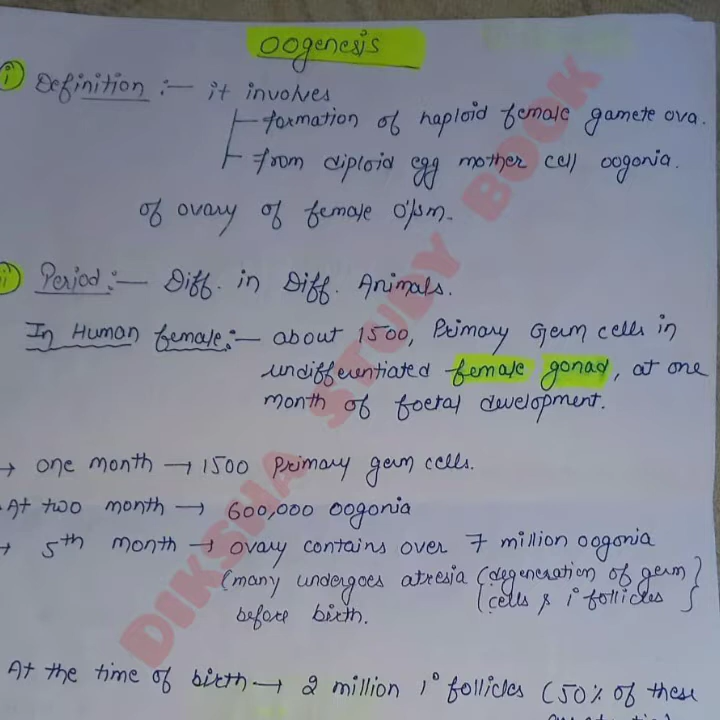 Oogenesis
i) Definition :— it involves
formation of haploid female gamete ova.
From diploid egg mother cell oogonia.
of ovary of female o/sm.
ii) Period :— Diff. in Diff. Animals.
In Human female :— about 1500, Primary Germ cells in
undifferentiated female gonad, at one
month of foetal development.
→ one month → 1500 Primary germ cells.
At two month → 600,000 oogonia
→ 5th month → ovary contains over 7 million oogonia
(many undergoes atresia (degeneration of germ
cells & 1° follicles)
before birth.
At the time of birth → 2 million 1° follicles (50% of these
DIKSHA STUDY BOOK